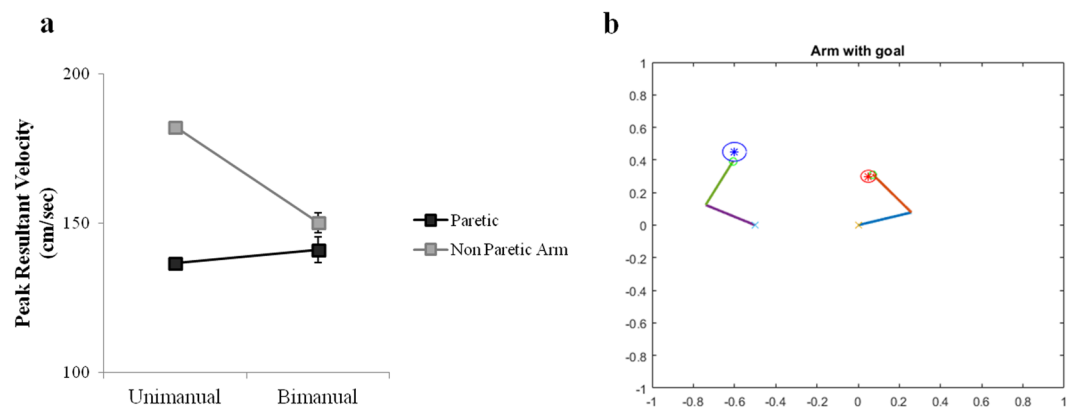 a
b
Arm with goal
200
150
100
Peak Resultant Velocity
(cm/sec)
Unimanual
Bimanual
Paretic
Non Paretic Arm
1
0.8
0.6
0.4
0.2
0
-0.2
-0.4
-0.6
-0.8
-1
-1 -0.8 -0.6 -0.4 -0.2 0 0.2 0.4 0.6 0.8 1